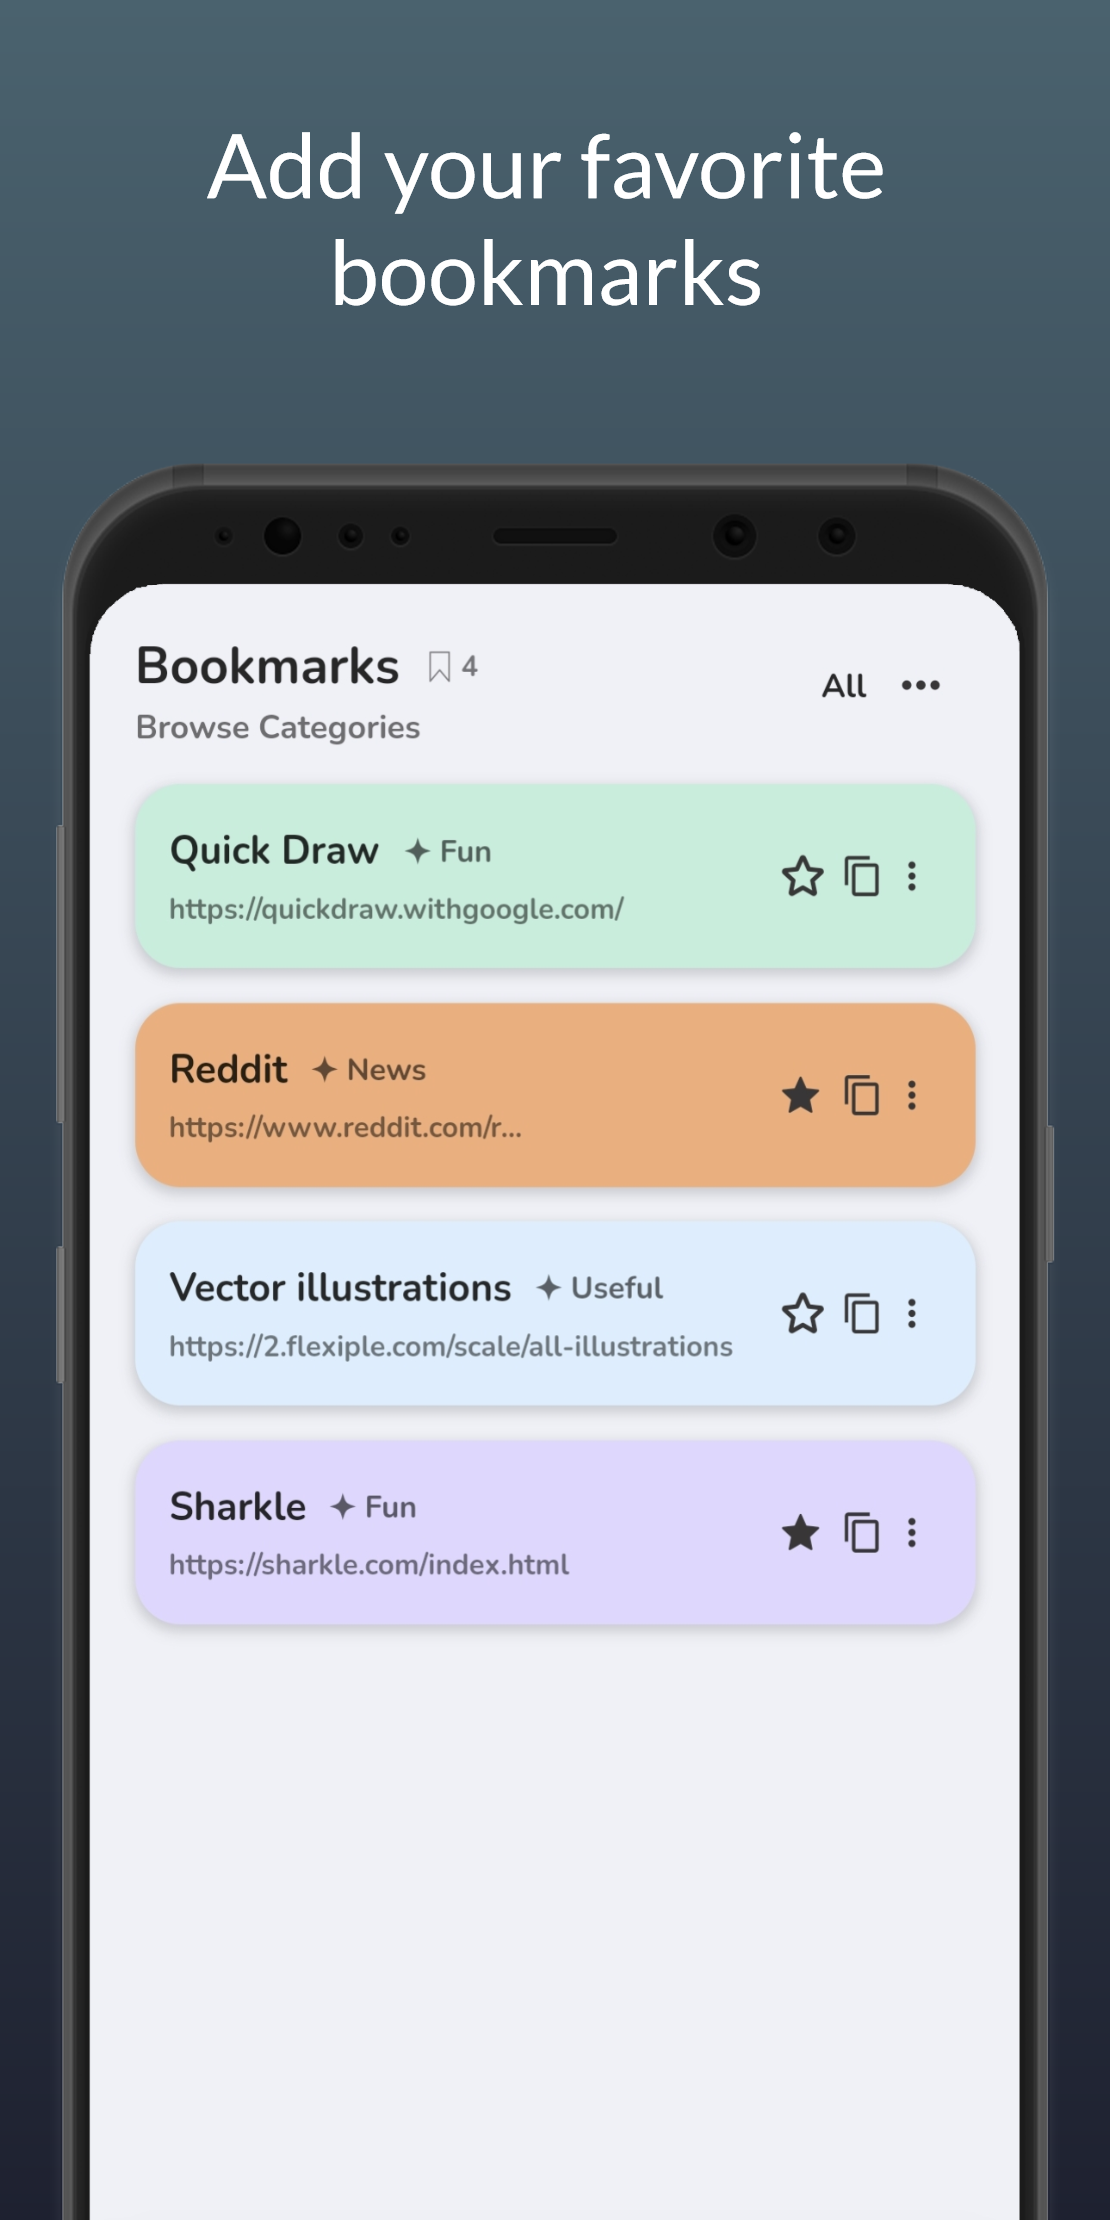 Add your favorite
bookmarks
Bookmarks 4
All
Browse Categories
Quick Draw Fun
https://quickdraw.withgoogle.com/
Reddit News
https://www.reddit.com/r...
Vector illustrations Useful
https://2.flexiple.com/scale/all-illustrations
Sharkle Fun
https://sharkle.com/index.html